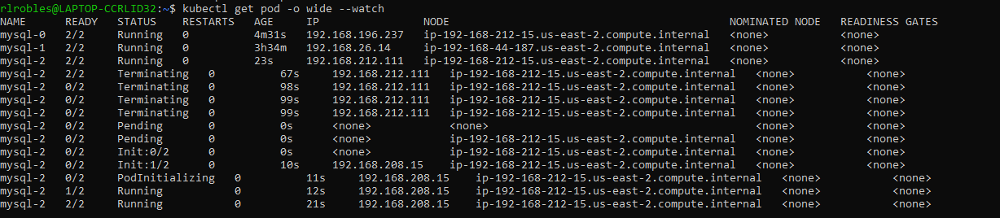 rlrobles@LAPTOP-CCRLID32:~$ kubectl get pod -o wide --watch
NAME READY STATUS RESTARTS AGE IP NODE NOMINATED NODE READINESS GATES
mysql-0 2/2 Running 0 4m31s 192.168.196.237 ip-192-168-212-15.us-east-2.compute.internal <none> <none>
mysql-1 2/2 Running 0 3h34m 192.168.26.14 ip-192-168-44-187.us-east-2.compute.internal <none> <none>
mysql-2 2/2 Running 0 23s 192.168.212.111 ip-192-168-212-15.us-east-2.compute.internal <none> <none>
mysql-2 2/2 Terminating 0 67s 192.168.212.111 ip-192-168-212-15.us-east-2.compute.internal <none> <none>
mysql-2 0/2 Terminating 0 98s 192.168.212.111 ip-192-168-212-15.us-east-2.compute.internal <none> <none>
mysql-2 0/2 Terminating 0 99s 192.168.212.111 ip-192-168-212-15.us-east-2.compute.internal <none> <none>
mysql-2 0/2 Terminating 0 99s 192.168.212.111 ip-192-168-212-15.us-east-2.compute.internal <none> <none>
mysql-2 0/2 Pending 0 0s <none> <none> <none> <none>
mysql-2 0/2 Pending 0 0s <none> ip-192-168-212-15.us-east-2.compute.internal <none> <none>
mysql-2 0/2 Init:0/2 0 0s <none> ip-192-168-212-15.us-east-2.compute.internal <none> <none>
mysql-2 0/2 Init:1/2 0 10s 192.168.208.15 ip-192-168-212-15.us-east-2.compute.internal <none> <none>
mysql-2 0/2 PodInitializing 0 11s 192.168.208.15 ip-192-168-212-15.us-east-2.compute.internal <none> <none>
mysql-2 1/2 Running 0 12s 192.168.208.15 ip-192-168-212-15.us-east-2.compute.internal <none> <none>
mysql-2 2/2 Running 0 21s 192.168.208.15 ip-192-168-212-15.us-east-2.compute.internal <none> <none>